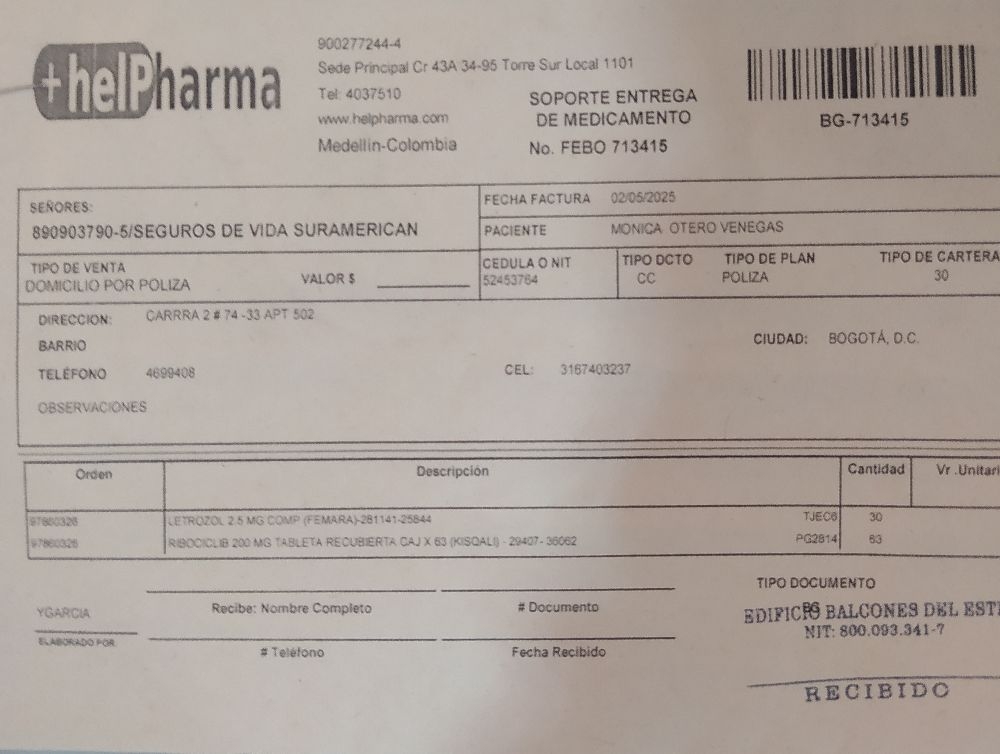 +helPharma
900277244-4
Sede Principal Cr 43A 34-95 Torre Sur Local 1101
Tel: 4037510
www.helpharma.com
Medellin-Colombia
SOPORTE ENTREGA
DE MEDICAMENTO
No. FEBO 713415
BG-713415
SEÑORES:
890903790-5/SEGUROS DE VIDA SURAMERICAN
FECHA FACTURA 02/05/2025
PACIENTE MONICA OTERO VENEGAS
TIPO DE VENTA
DOMICILIO POR POLIZA
VALOR $
CEDULA O NIT
52453764
TIPO DCTO
CC
TIPO DE PLAN
POLIZA
TIPO DE CARTERA
30
DIRECCION: CARRRA 2 # 74 -33 APT 502
BARRIO
CIUDAD: BOGOTÁ, D.C.
TELÉFONO 4699408
CEL: 3167403237
OBSERVACIONES
Orden Descripción Cantidad Vr .Unitari
97860326 LETROZOL 2.5 MG COMP (FEMARA)-281141-25844 TJEC6 30
97860326 RIBOCICLIB 200 MG TABLETA RECUBIERTA CAJ X 63 (KISQALI) - 29407- 36062 PG2814 63
YGARCIA
ELABORADO POR
Recibe: Nombre Completo
# Documento
# Teléfono
Fecha Recibido
TIPO DOCUMENTO
BG
EDIFICIO BALCONES DEL EST
NIT: 800.093.341-7
RECIBIDO